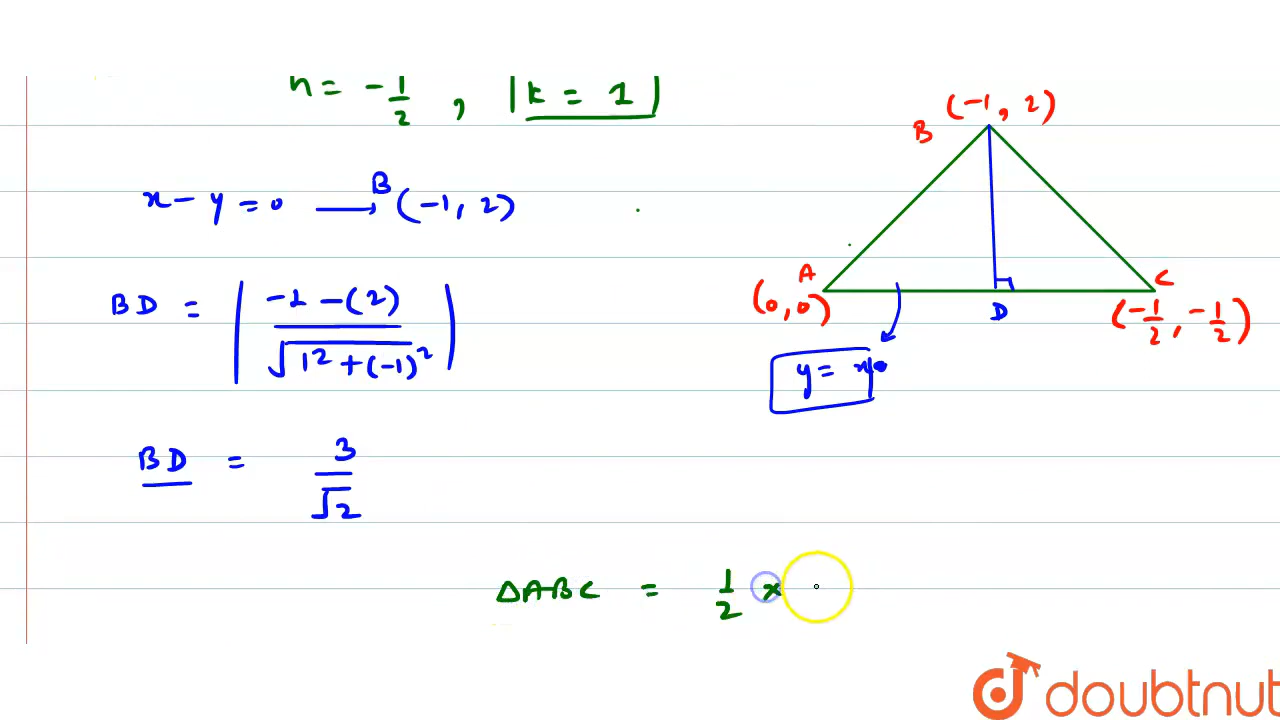 h = -1/2 , |k = 1|
x - y = 0 → B (-1, 2)
BD = | -1 - (2) / √1² + (-1)² |
BD = 3/√2
ΔABC = 1/2 ×
B (-1, 2)
A (0, 0)
D
C (-1/2, -1/2)
y = x
doubtnut